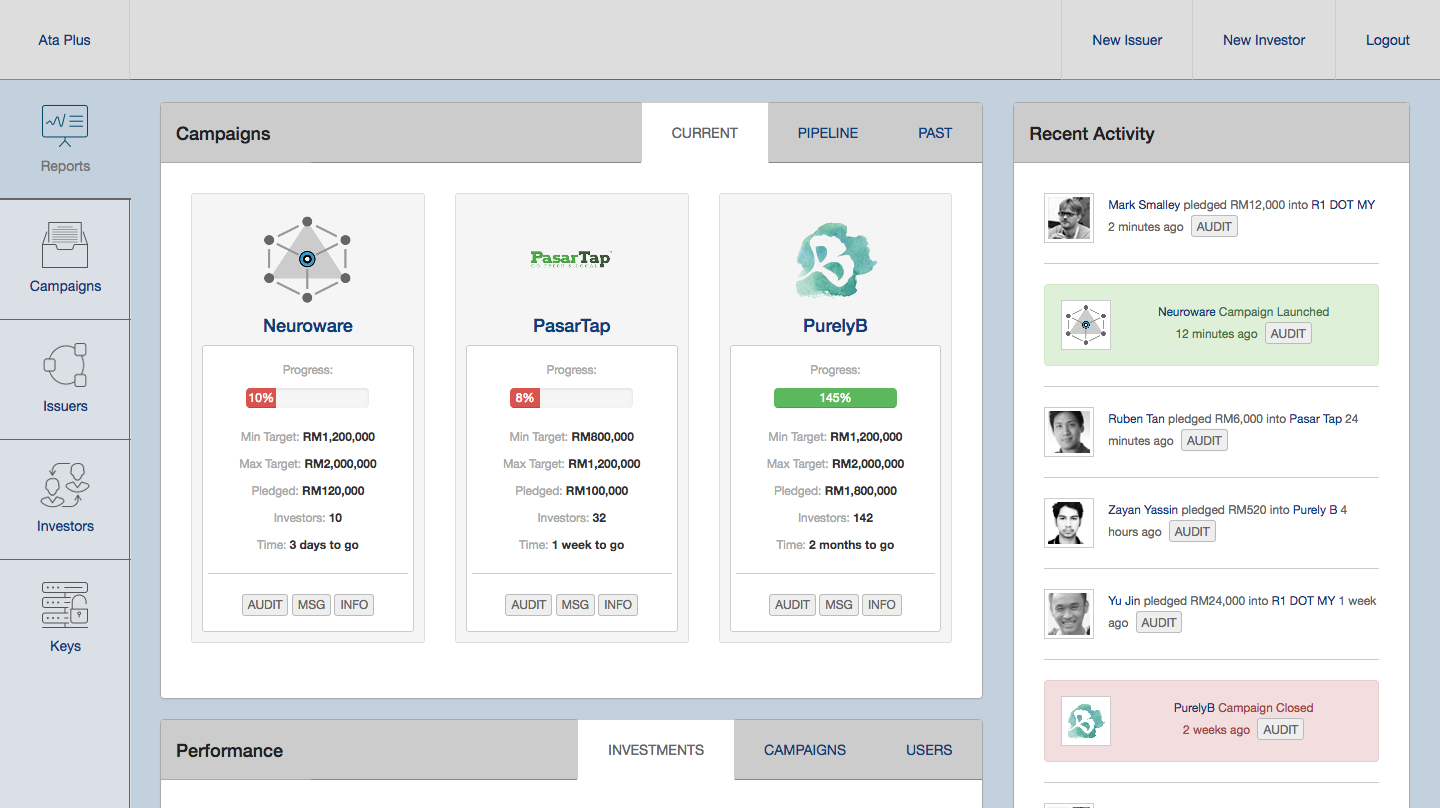 Ata Plus
New Issuer
New Investor
Logout
Reports
Campaigns
Issuers
Investors
Keys
Campaigns
CURRENT
PIPELINE
PAST
PasarTap
GO FRESH & LOCAL
Neuroware
PasarTap
PurelyB
Progress:
10%
Min Target: RM1,200,000
Max Target: RM2,000,000
Pledged: RM120,000
Investors: 10
Time: 3 days to go
AUDIT MSG INFO
Progress:
8%
Min Target: RM800,000
Max Target: RM1,200,000
Pledged: RM100,000
Investors: 32
Time: 1 week to go
AUDIT MSG INFO
B
Progress:
145%
Min Target: RM1,200,000
Max Target: RM2,000,000
Pledged: RM1,800,000
Investors: 142
Time: 2 months to go
AUDIT MSG INFO
Performance
INVESTMENTS
CAMPAIGNS
USERS
Recent Activity
Mark Smalley pledged RM12,000 into R1 DOT MY
2 minutes ago AUDIT
Neuroware Campaign Launched
12 minutes ago AUDIT
Ruben Tan pledged RM6,000 into Pasar Tap 24
minutes ago AUDIT
Zayan Yassin pledged RM520 into Purely B 4
hours ago AUDIT
Yu Jin pledged RM24,000 into R1 DOT MY 1 week
ago AUDIT
B
PurelyB Campaign Closed
2 weeks ago AUDIT